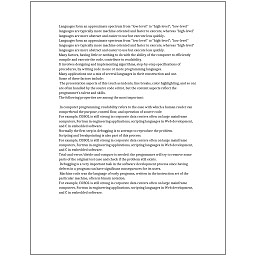 Languages form an approximate spectrum from "low-level" to "high-level"; "low-level"
languages are typically more machine-oriented and faster to execute, whereas "high-level"
languages are more abstract and easier to use but execute less quickly.
Languages form an approximate spectrum from "low-level" to "high-level"; "low-level"
languages are typically more machine-oriented and faster to execute, whereas "high-level"
languages are more abstract and easier to use but execute less quickly.
Many factors, having little or nothing to do with the ability of the computer to efficiently
compile and execute the code, contribute to readability.
It involves designing and implementing algorithms, step-by-step specifications of
procedures, by writing code in one or more programming languages.
Many applications use a mix of several languages in their construction and use.
Some of these factors include:
The presentation aspects of this (such as indents, line breaks, color highlighting, and so on)
are often handled by the source code editor, but the content aspects reflect the
programmer's talent and skills.
The following properties are among the most important:

In computer programming, readability refers to the ease with which a human reader can
comprehend the purpose, control flow, and operation of source code.
For example, COBOL is still strong in corporate data centers often on large mainframe
computers, Fortran in engineering applications, scripting languages in Web development,
and C in embedded software.
Normally the first step in debugging is to attempt to reproduce the problem.
Scripting and breakpointing is also part of this process.
For example, COBOL is still strong in corporate data centers often on large mainframe
computers, Fortran in engineering applications, scripting languages in Web development,
and C in embedded software.
Trial-and-error/divide-and-conquer is needed: the programmer will try to remove some
parts of the original test case and check if the problem still exists.
Debugging is a very important task in the software development process since having
defects in a program can have significant consequences for its users.
Machine code was the language of early programs, written in the instruction set of the
particular machine, often in binary notation.
For example, COBOL is still strong in corporate data centers often on large mainframe
computers, Fortran in engineering applications, scripting languages in Web development,
and C in embedded software.